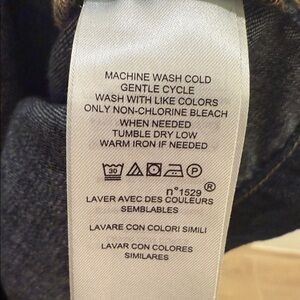 MACHINE WASH COLD
GENTLE CYCLE
WASH WITH LIKE COLORS
ONLY NON-CHLORINE BLEACH
WHEN NEEDED
TUMBLE DRY LOW
WARM IRON IF NEEDED
30 P
n°1529®
LAVER AVEC DES COULEURS
SEMBLABLES
LAVARE CON COLORI SIMILI
LAVAR CON COLORES
SIMILARES